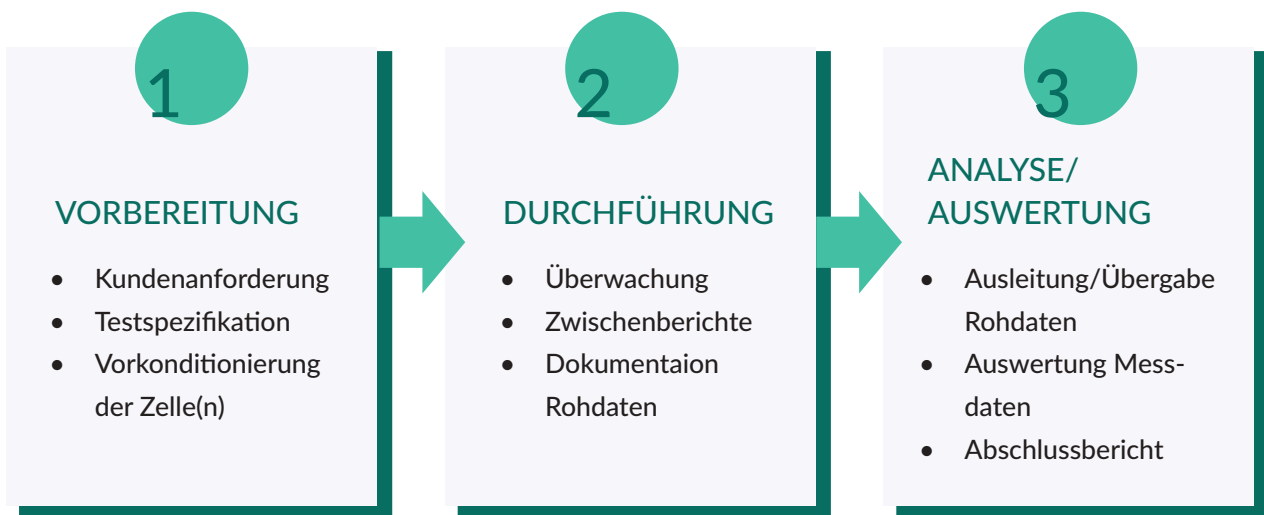 1
VORBEREITUNG
• Kundenanforderung
• Testspezifikation
• Vorkonditionierung
der Zelle(n)
2
DURCHFÜHRUNG
• Überwachung
• Zwischenberichte
• Dokumentaion
Rohdaten
3
ANALYSE/
AUSWERTUNG
• Ausleitung/Übergabe
Rohdaten
• Auswertung Mess-
daten
• Abschlussbericht